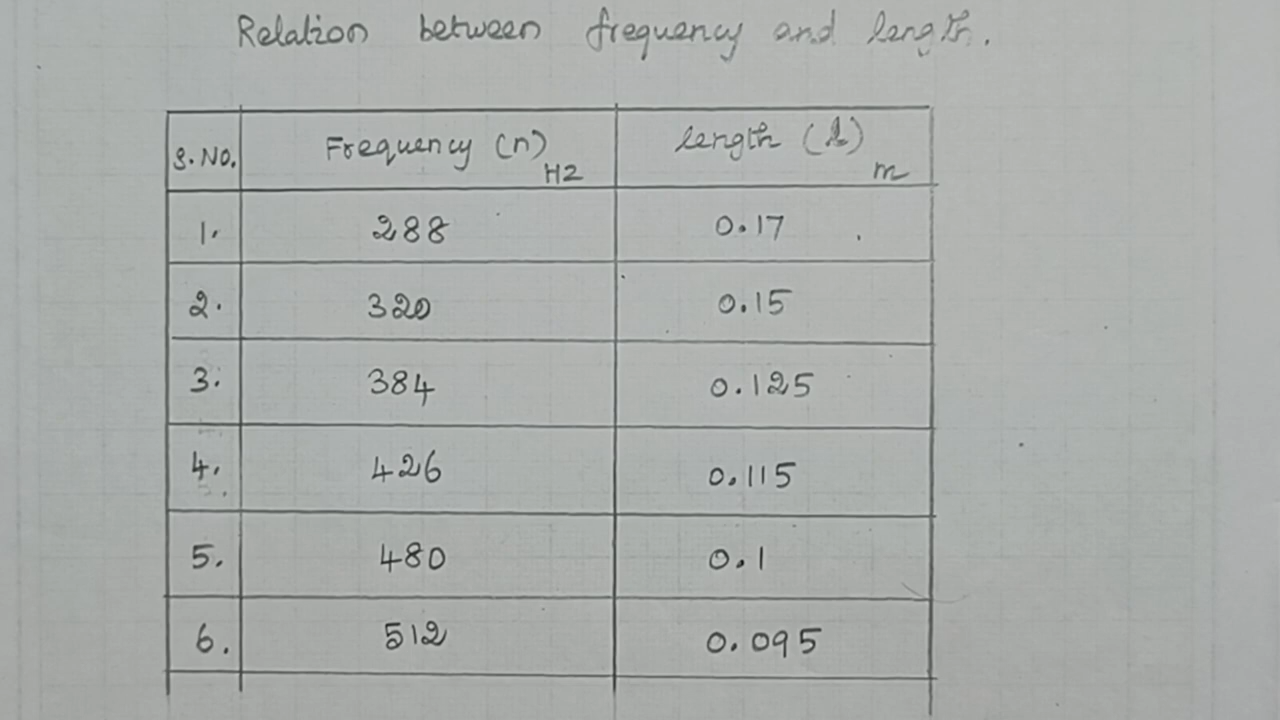 Relation between frequency and length.
S.No. Frequency (n) Hz length (l) m
1. 288 0.17
2. 320 0.15
3. 384 0.125
4. 426 0.115
5. 480 0.1
6. 512 0.095